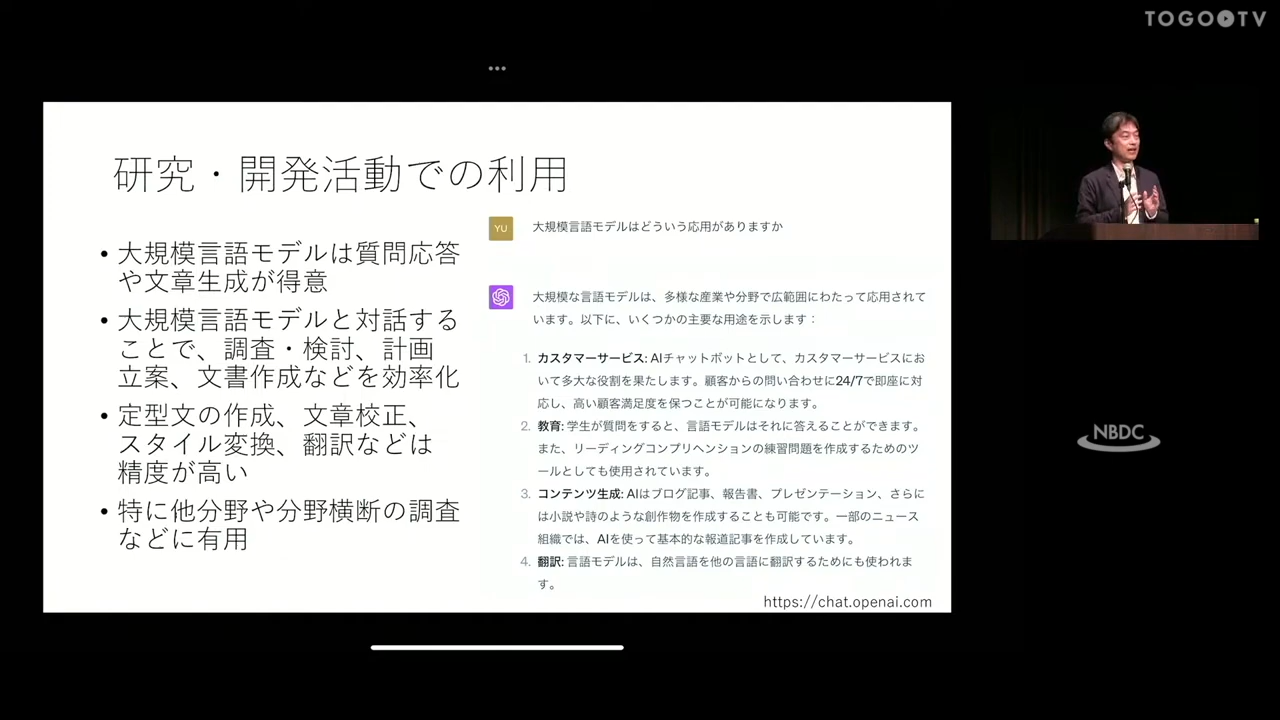 TOGOTV
研究・開発活動での利用
• 大規模言語モデルは質問応答
や文章生成が得意
• 大規模言語モデルと対話する
ことで、調査・検討、計画
立案、文書作成などを効率化
• 定型文の作成、文章校正、
スタイル変換、翻訳などは
精度が高い
• 特に他分野や分野横断の調査
などに有用
YU
大規模言語モデルはどういう応用がありますか
大規模な言語モデルは、多様な産業や分野で広範囲にわたって応用されて
います。以下に、いくつかの主要な用途を示します：
1. カスタマーサービス: AIチャットボットとして、カスタマーサービスにお
いて多大な役割を果たします。顧客からの問い合わせに24/7で即座に対
応し、高い顧客満足度を保つことが可能になります。
2. 教育: 学生が質問をすると、言語モデルはそれに答えることができます。
また、リーディングコンプリヘンションの練習問題を作成するためのツ
ールとしても使用されています。
3. コンテンツ生成: AIはブログ記事、報告書、プレゼンテーション、さらに
は小説や詩のような創作物を作成することも可能です。一部のニュース
組織では、AIを使って基本的な報道記事を作成しています。
4. 翻訳: 言語モデルは、自然言語を他の言語に翻訳するためにも使われま
す。
https://chat.openai.com
NBDC